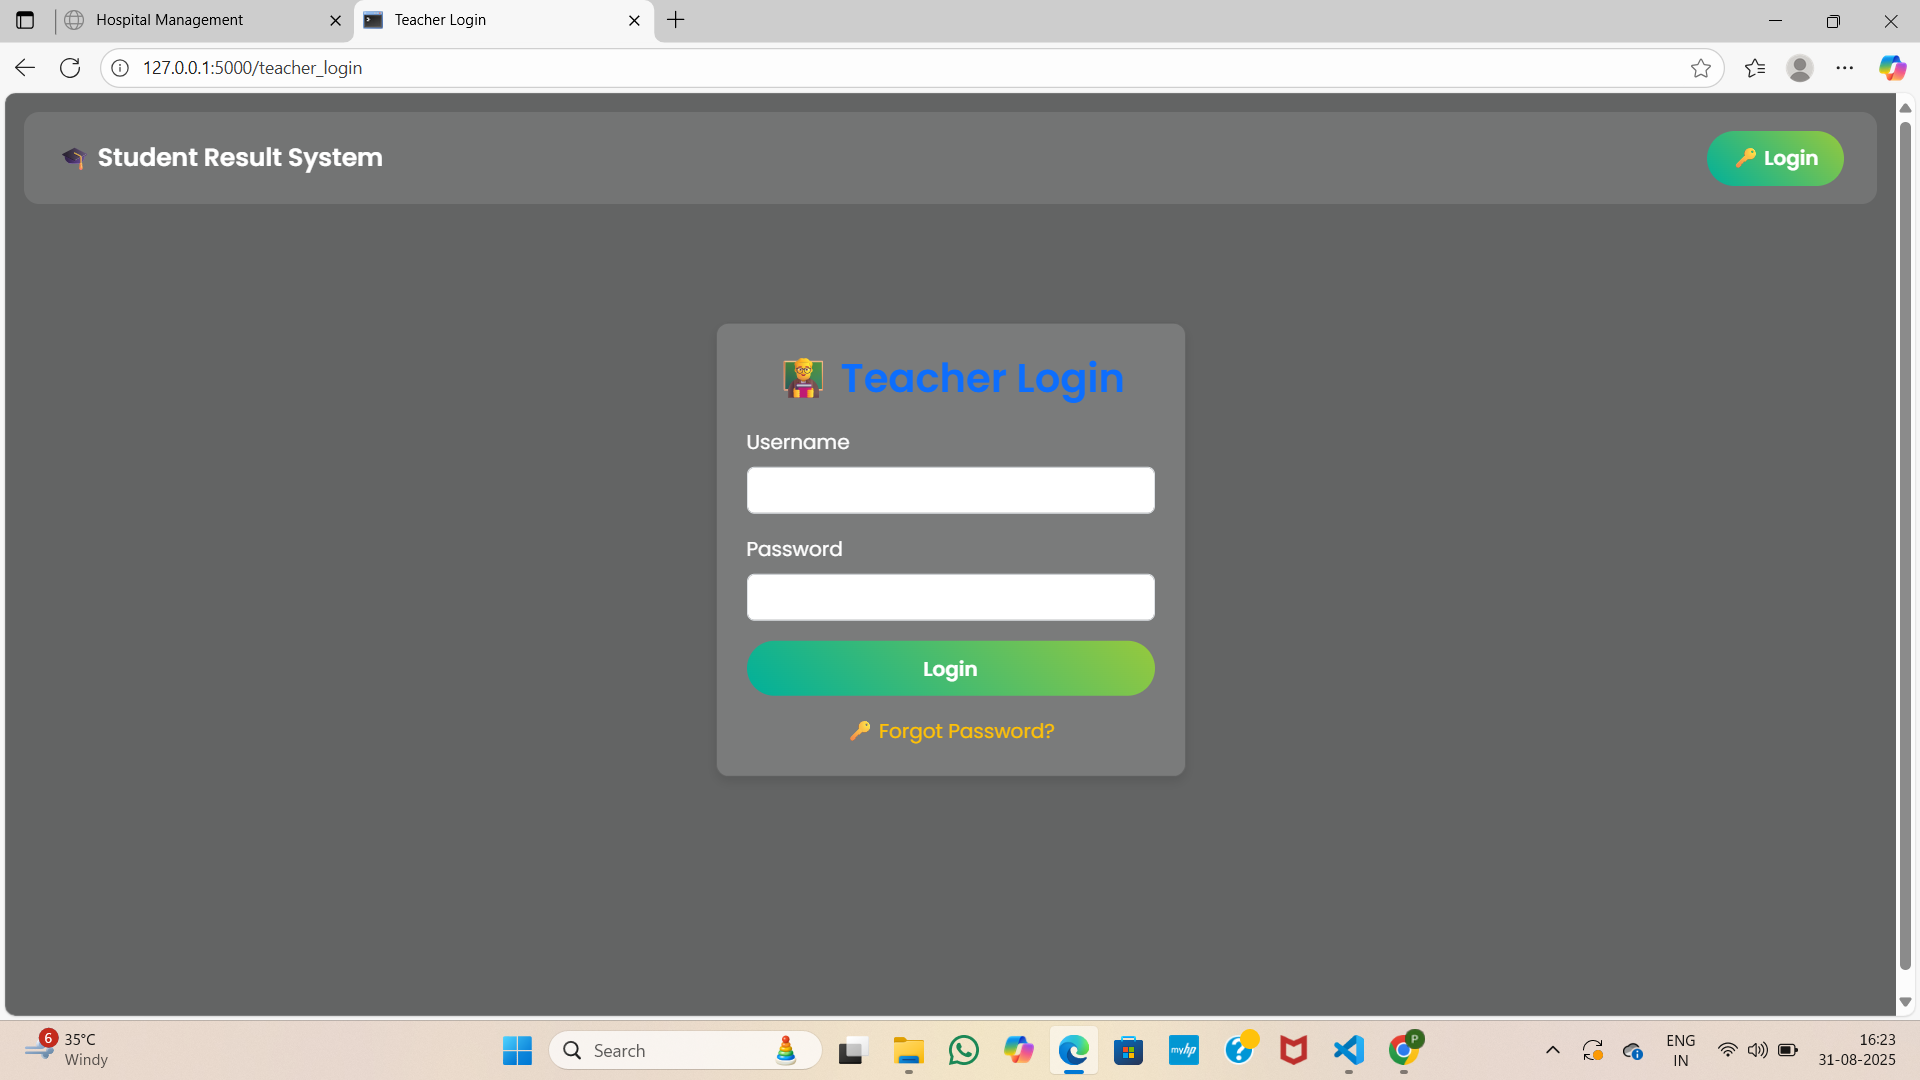 Hospital Management
Teacher Login
127.0.0.1:5000/teacher_login
Student Result System
Login
Teacher Login
Username
Password
Login
Forgot Password?
6
35°C
Windy
Search
myhp
P
ENG
IN
16:23
31-08-2025